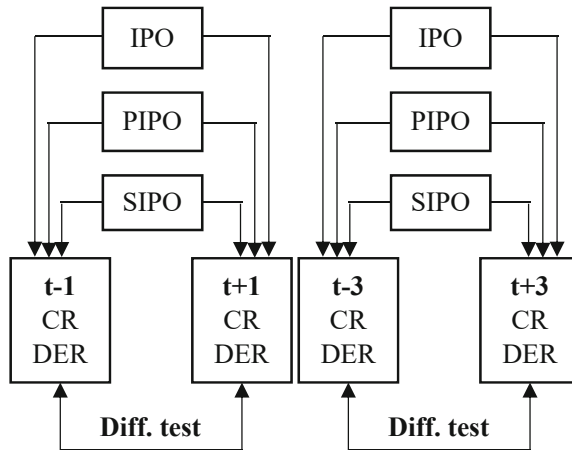 IPO
PIPO
SIPO
t-1
CR
DER
t+1
CR
DER
Diff. test
IPO
PIPO
SIPO
t-3
CR
DER
t+3
CR
DER
Diff. test